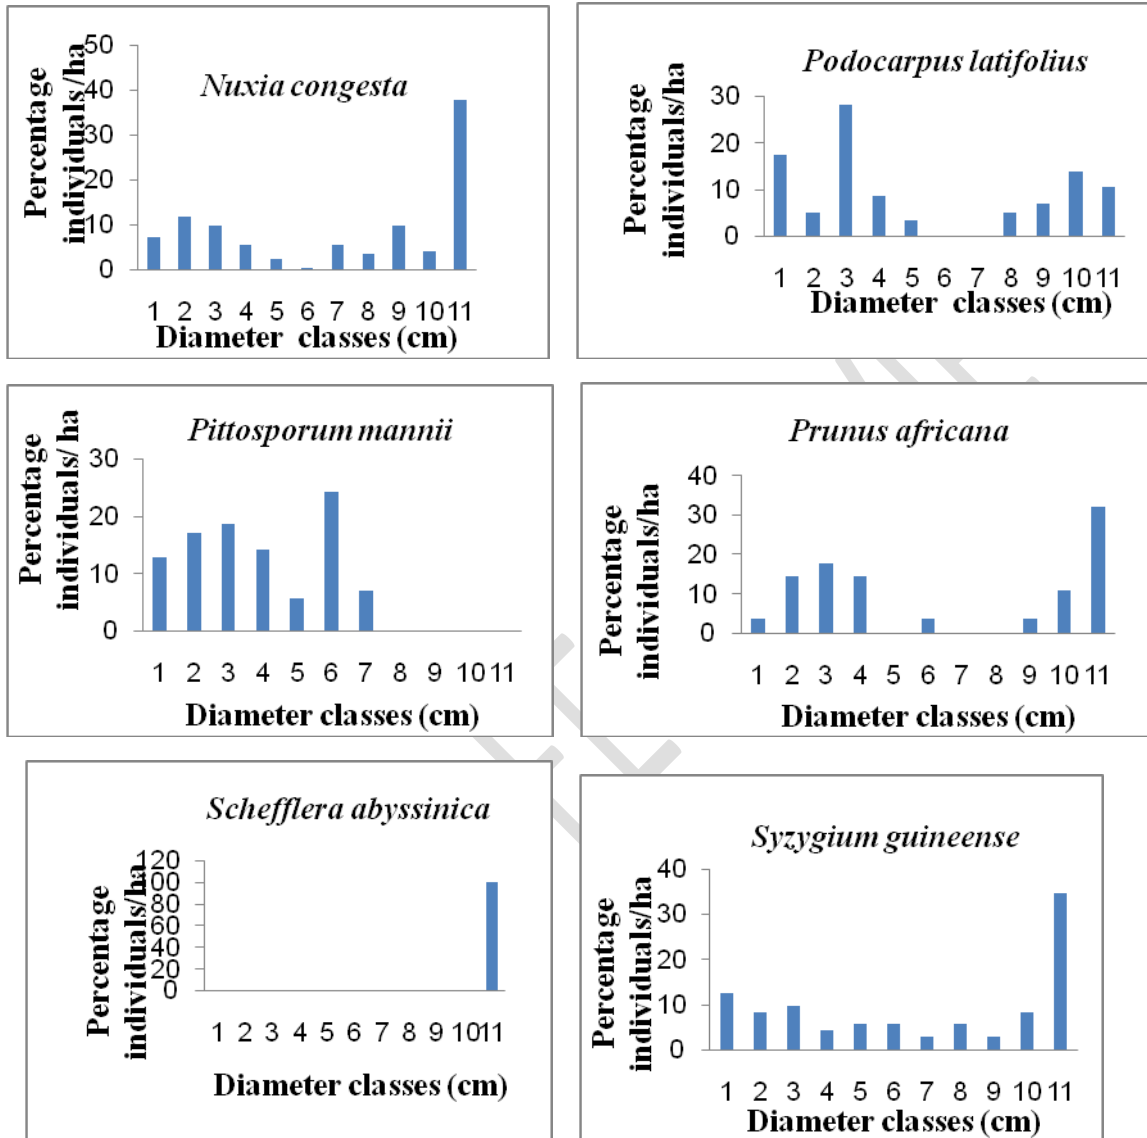 Nuxia congesta
Percentage
individuals/ha
50
40
30
20
10
0
1 2 3 4 5 6 7 8 9 10 11
Diameter classes (cm)
Podocarpus latifolius
Percentage
individuals/ha
30
20
10
0
1 2 3 4 5 6 7 8 9 10 11
Diameter classes (cm)
Pittosporum mannii
Percentage
individuals/ ha
30
20
10
0
1 2 3 4 5 6 7 8 9 10 11
Diameter classes (cm)
Prunus africana
Percentage
individuals/ha
40
30
20
10
0
1 2 3 4 5 6 7 8 9 10 11
Diameter classes (cm)
Schefflera abyssinica
Percentage
individuals/ha
120
100
80
60
40
20
0
1 2 3 4 5 6 7 8 9 10 11
Diameter classes (cm)
Syzygium guineense
Percentage
individuals/ha
40
30
20
10
0
1 2 3 4 5 6 7 8 9 10 11
Diameter classes (cm)